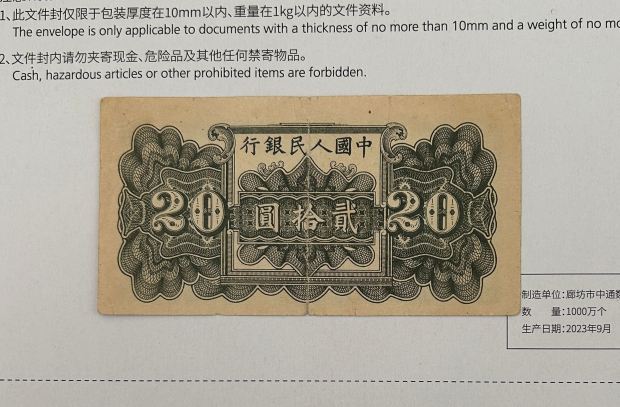 1、此文件封仅限于包装厚度在10mm以内、重量在1kg以内的文件资料。
The envelope is only applicable to documents with a thickness of no more than 10mm and a weight of no
2、文件封内请勿夹寄现金、危险品及其他任何禁寄物品。
Cash, hazardous articles or other prohibited items are forbidden.
行銀民人國中
20 圓拾貳 20
制造单位:廊坊市中通
数 量:1000万个
生产日期:2023年9月